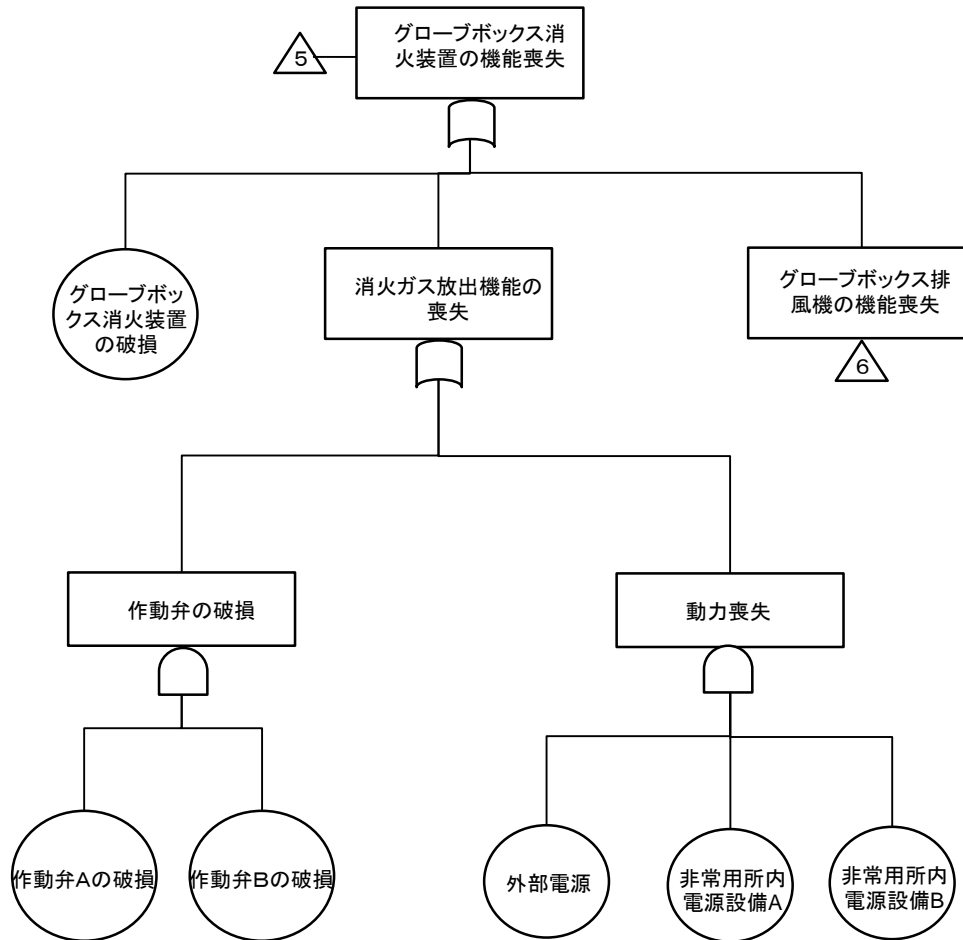 グローブボックス消
火装置の機能喪失
5
グローブボッ
クス消火装置
の破損
消火ガス放出機能の
喪失
グローブボックス排
風機の機能喪失
6
作動弁の破損
動力喪失
作動弁Aの破損
作動弁Bの破損
外部電源
非常用所内
電源設備A
非常用所内
電源設備B